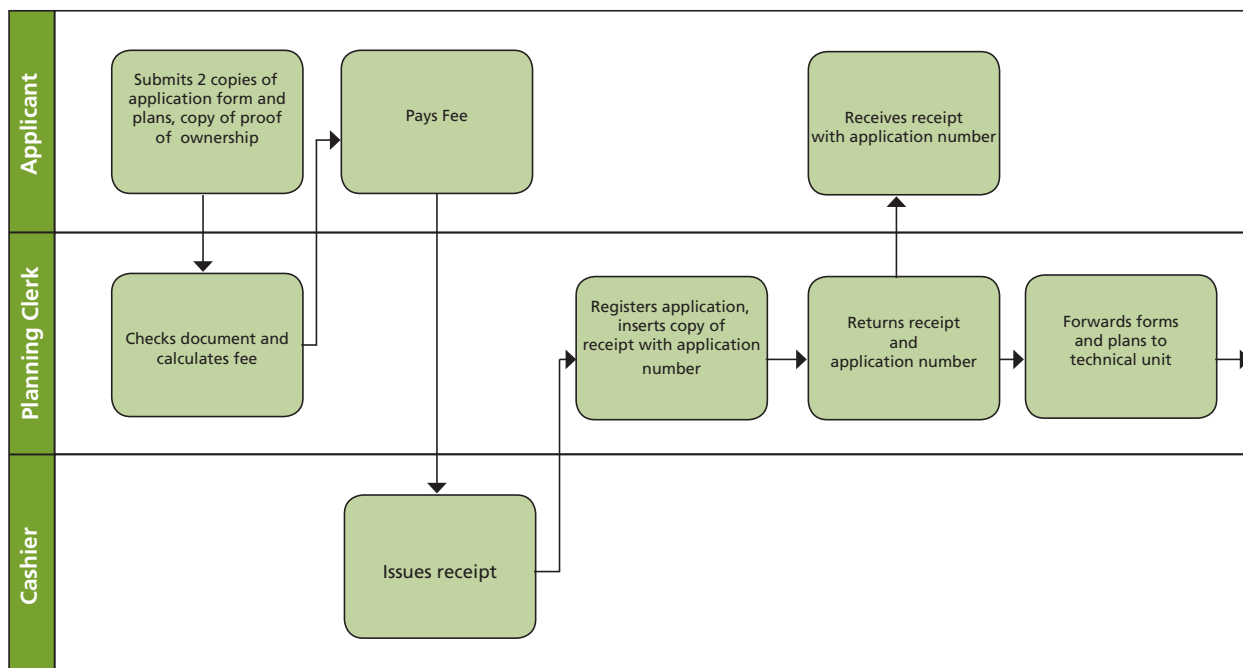 Applicant
Submits 2 copies of
application form and
plans, copy of proof
of ownership
Pays Fee
Receives receipt
with application number
Planning Clerk
Checks document and
calculates fee
Registers application,
inserts copy of
receipt with application
number
Returns receipt
and
application number
Forwards forms
and plans to
technical unit
Cashier
Issues receipt